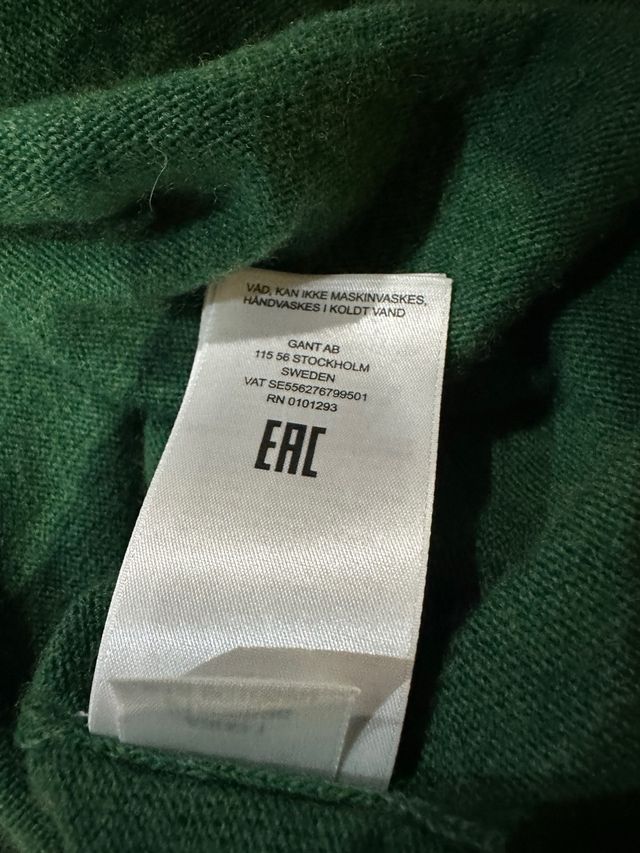 VÅD, KAN IKKE MASKINVASKES,
HÅNDVASKES I KOLDT VAND
GANT AB
115 56 STOCKHOLM
SWEDEN
VAT SE556276799501
RN 0101293
EAC